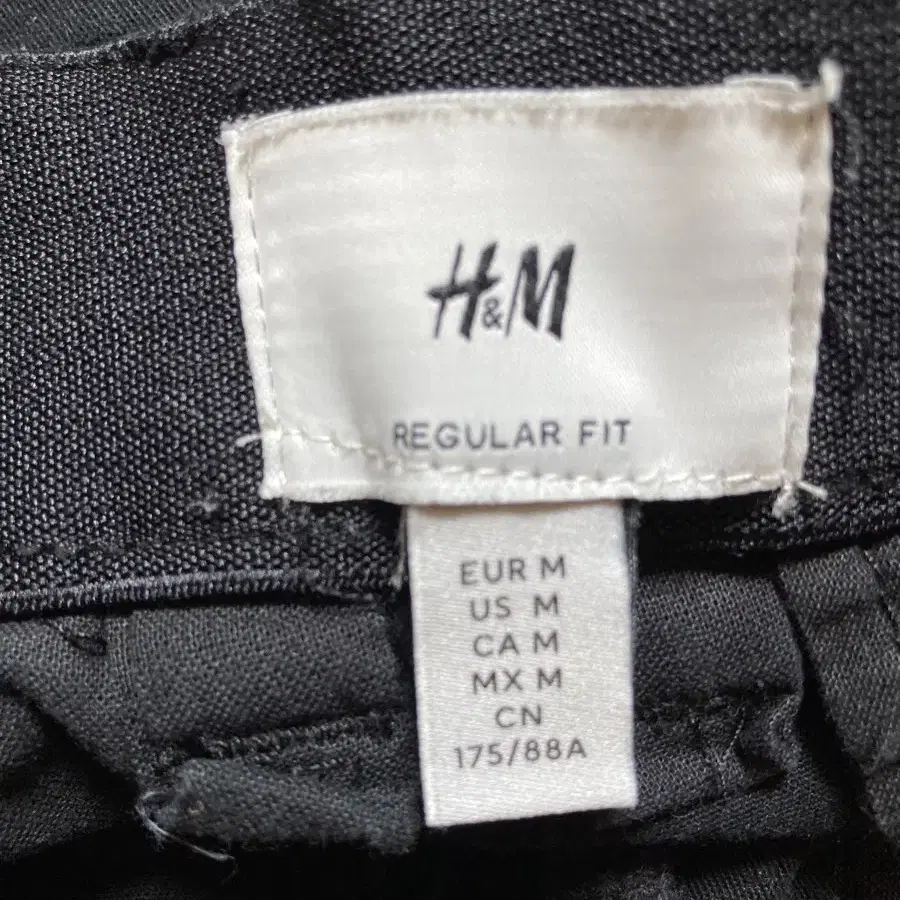 H&M
REGULAR FIT
EUR M
US M
CA M
MX M
CN
175/88A